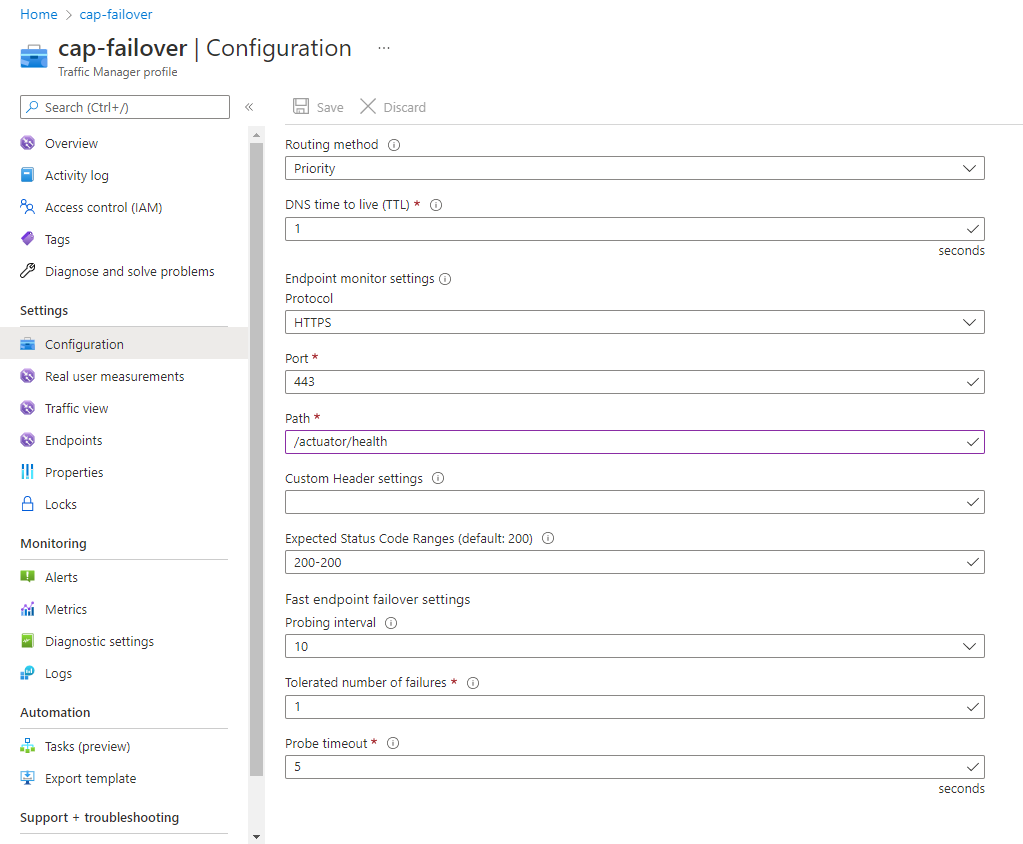 Home > cap-failover
cap-failover | Configuration ...
Traffic Manager profile
Search (Ctrl+/)
«
Overview
Activity log
Access control (IAM)
Tags
Diagnose and solve problems
Settings
Configuration
Real user measurements
Traffic view
Endpoints
Properties
Locks
Monitoring
Alerts
Metrics
Diagnostic settings
Logs
Automation
Tasks (preview)
Export template
Support + troubleshooting
Save Discard
Routing method
Priority
DNS time to live (TTL) *
1
seconds
Endpoint monitor settings
Protocol
HTTPS
Port *
443
Path *
/actuator/health
Custom Header settings
Expected Status Code Ranges (default: 200)
200-200
Fast endpoint failover settings
Probing interval
10
Tolerated number of failures *
1
Probe timeout *
5
seconds